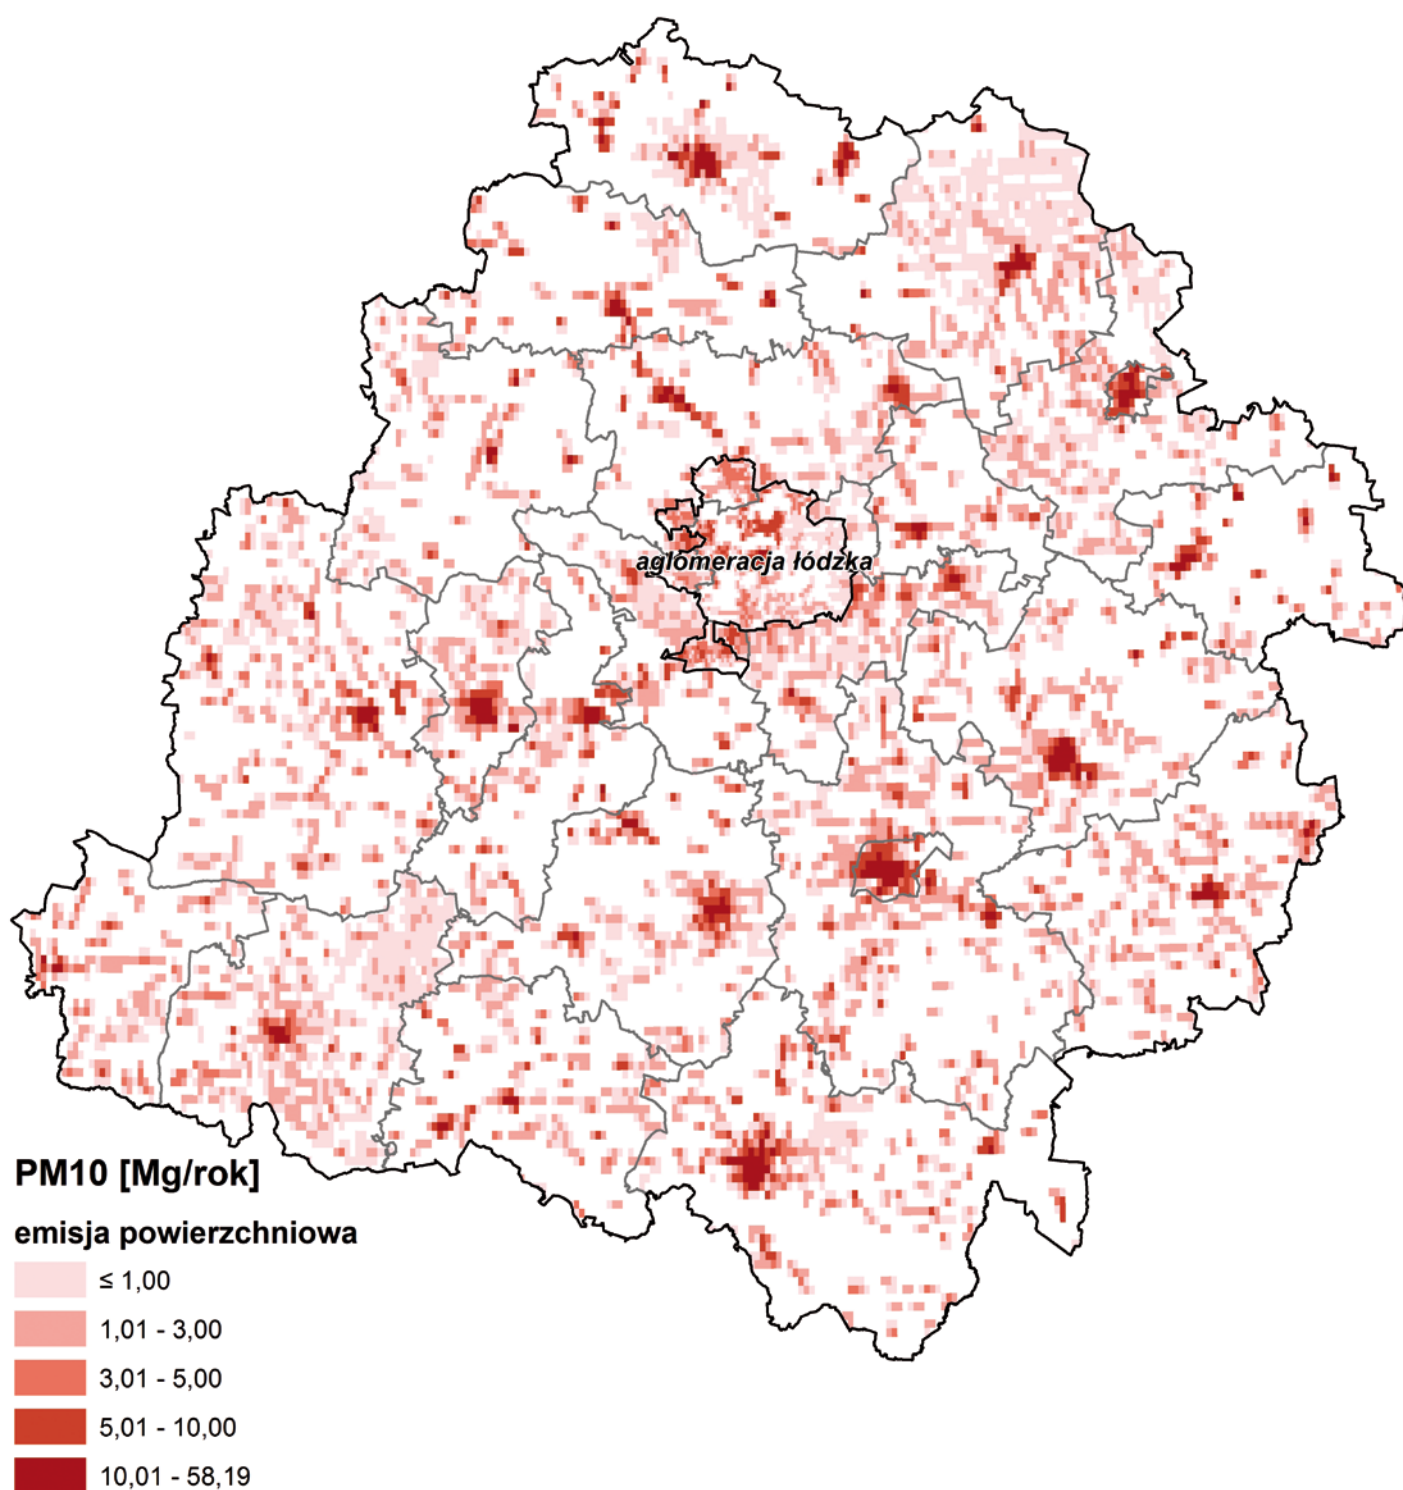 aglomeracja łódzka
PM10 [Mg/rok]
emisja powierzchniowa
≤ 1,00
1,01 - 3,00
3,01 - 5,00
5,01 - 10,00
10,01 - 58,19